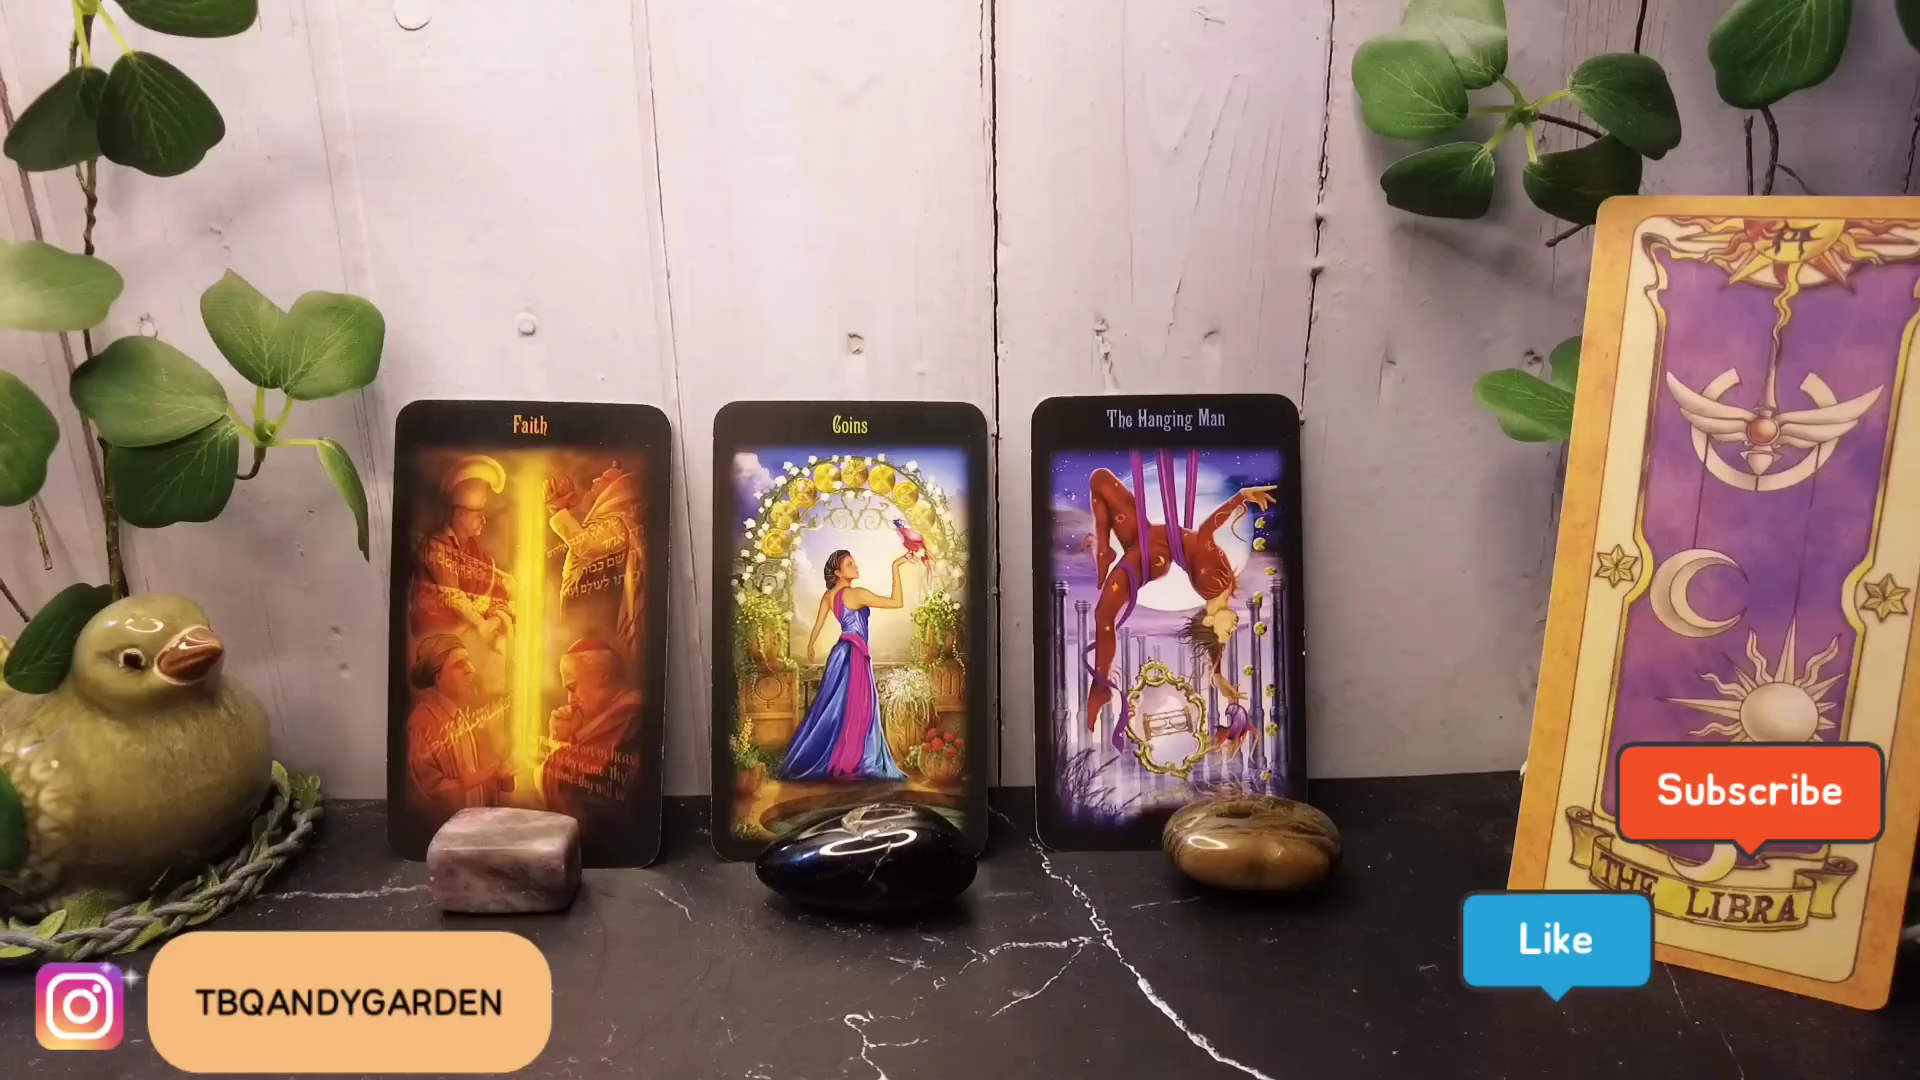 Faith
Coins
The Hanging Man
THE LIBRA
Subscribe
Like
TBQANDYGARDEN